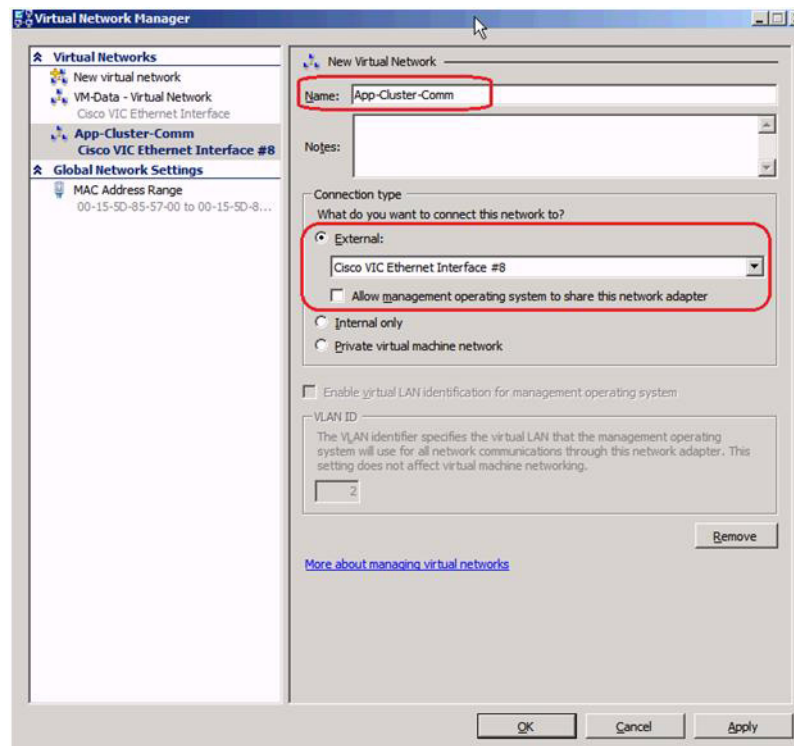 Virtual Network Manager
Virtual Networks
New virtual network
VM-Data - Virtual Network
Cisco VIC Ethernet Interface
App-Cluster-Comm
Cisco VIC Ethernet Interface #8
Global Network Settings
MAC Address Range
00-15-5D-85-57-00 to 00-15-5D-8...
New Virtual Network
Name: App-Cluster-Comm
Notes:
Connection type
What do you want to connect this network to?
External:
Cisco VIC Ethernet Interface #8
Allow management operating system to share this network adapter
Internal only
Private virtual machine network
Enable virtual LAN identification for management operating system
VLAN ID
The VLAN identifier specifies the virtual LAN that the management operating
system will use for all network communications through this network adapter. This
setting does not affect virtual machine networking.
2
Remove
More about managing virtual networks
OK
Cancel
Apply